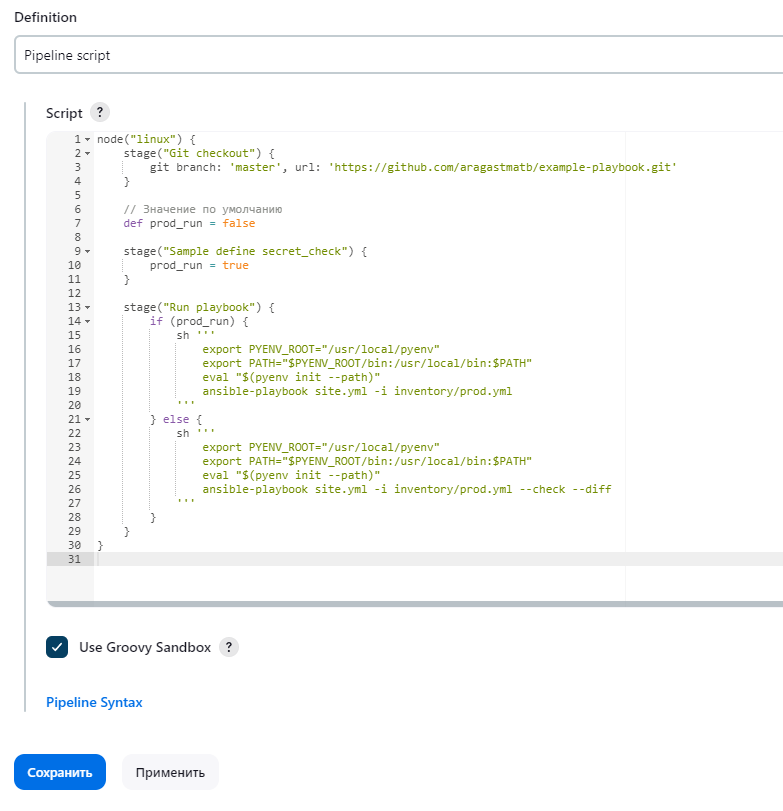 Definition
Pipeline script
Script ?
1 node("linux") {
2     stage("Git checkout") {
3         git branch: 'master', url: 'https://github.com/aragastmatb/example-playbook.git'
4     }
5
6     // Значение по умолчанию
7     def prod_run = false
8
9     stage("Sample define secret_check") {
10         prod_run = true
11     }
12
13     stage("Run playbook") {
14         if (prod_run) {
15             sh '''
16                 export PYENV_ROOT="/usr/local/pyenv"
17                 export PATH="$PYENV_ROOT/bin:/usr/local/bin:$PATH"
18                 eval "$(pyenv init --path)"
19                 ansible-playbook site.yml -i inventory/prod.yml
20             '''
21         } else {
22             sh '''
23                 export PYENV_ROOT="/usr/local/pyenv"
24                 export PATH="$PYENV_ROOT/bin:/usr/local/bin:$PATH"
25                 eval "$(pyenv init --path)"
26                 ansible-playbook site.yml -i inventory/prod.yml --check --diff
27             '''
28         }
29     }
30 }
31
Use Groovy Sandbox ?
Pipeline Syntax
Сохранить Применить